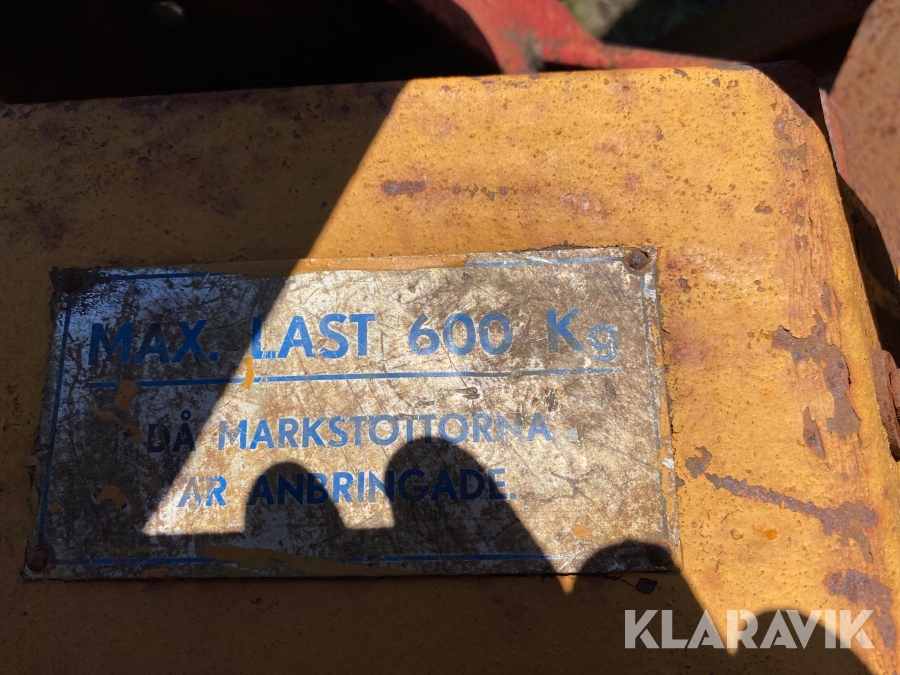 MAX. LAST 600 Kg
DÅ MARKSTÖTTORNA
ÄR ANBRINGADE.
KLARAVIK